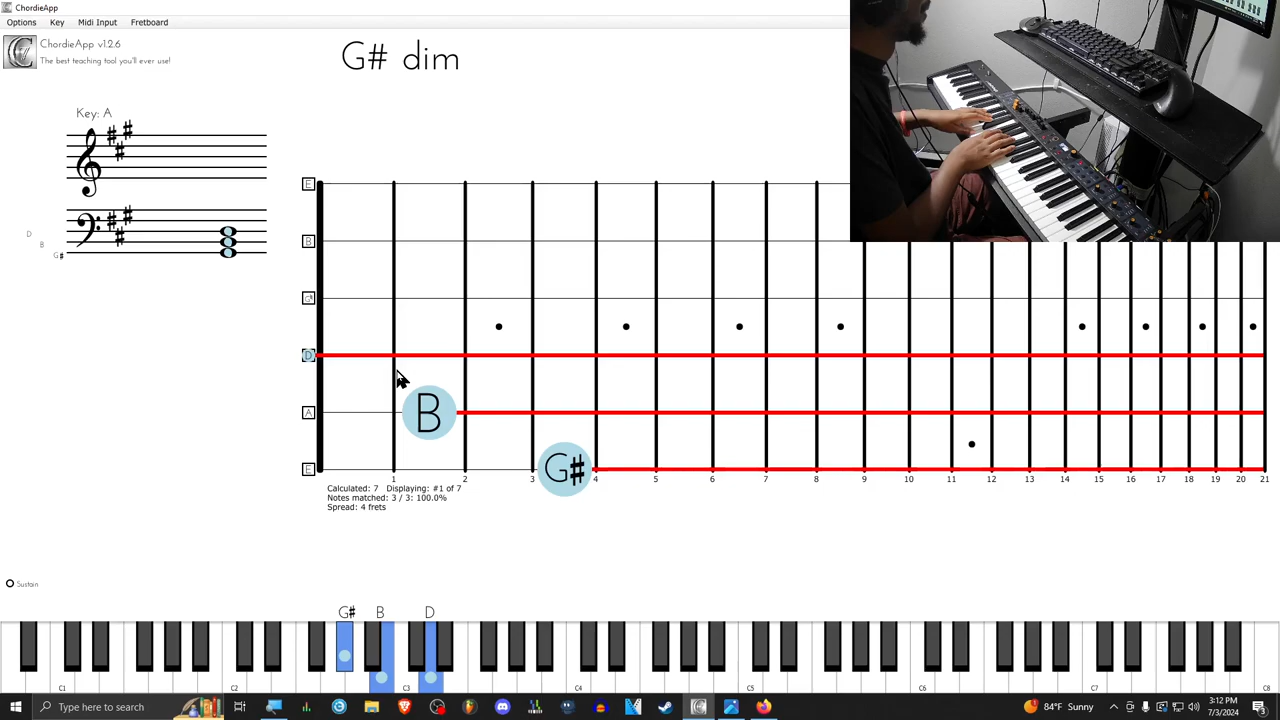 ChordieApp
Options Key Midi Input Fretboard
ChordieApp v1.2.6
The best teaching tool you'll ever use!
G# dim
Key: A
D
B
G#
E
B
G#
D
A
E
B
G#
1 2 3 4 5 6 7 8 9 10 11 12 13 14 15 16 17 18 19 20 21
Calculated: 7 Displaying: #1 of 7
Notes matched: 3 / 3: 100.0%
Spread: 4 frets
Sustain
G# B D
C1 C2 C3 C4 C5 C6 C7 C8
Type here to search
84°F Sunny
3:12 PM
7/3/2024